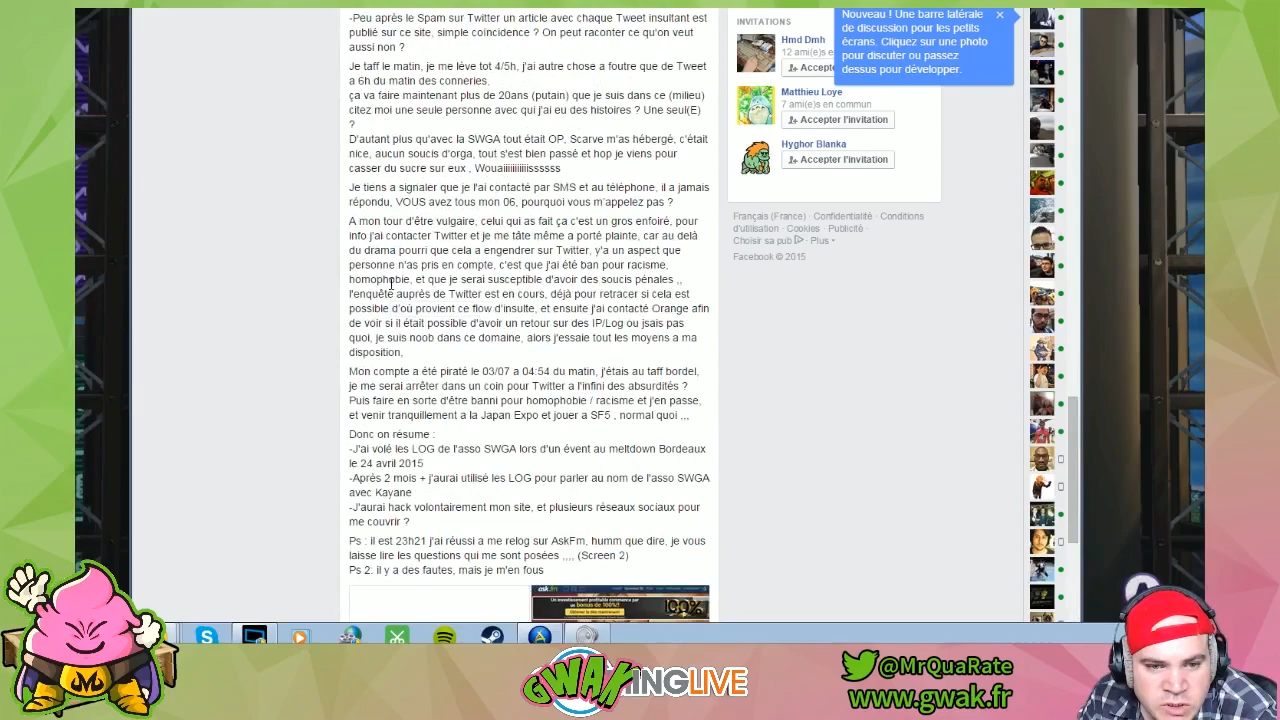 -Peu après le Spam sur Twitter un article avec chaque Tweet insultant est
publié sur ce site, simple coincidence ? On peut raconter ce qu'on veut
aussi non ?
Je taff le matin, je me lève tot 4/5h, j'ai autre chose a foutre que de Tweet
a 6h du matin des conneries,
ça va faire maintenant plus de 20ans (putain) que je suis dans ce (milieu)
citez moi une seule personne avec qui j'ai eu des histoires ? Une seul(E)
?
D'autant plus qu'avec la SWGA tout était OP, Scarve m'as hébergé, c'était
nice, aucun soucis d'orga, tout s'est bien passé et hop je viens pour
casser du sucre sur eux , Wouaiiiiiiiiiissssss
Je tiens a signaler que je l'ai contacté par SMS et au téléphone, il a jamais
répondu, VOUS avez tous mon 06, pourquoi vous m'appelez pas ?
A mon tour d'être vulgaire, celui qui as fait ça c'est un gros enfoiré, pour
info j'ai contacter Twitter et je me tâte même a porté plainte, car au delà
du drama pourri que cela a engendrer sur Twitter, y'a un aspect que
personne n'as pris en compte, c'est que j'ai été ban pour racisme,
homophobie, et que je serai susceptible d'avoir des soucis pénales ,,
l'enquête auprès de Twitter est en cours, déjà pour retracer si cela est
possible d'où provient ce flow d'insulte, et ensuite j'ai contacté Orange afin
de voir si il était possible d'avoir un retour sur des IP/Log ou jsais pas
quoi, je suis noob dans ce domaine, alors j'essaie tout les moyens a ma
disposition,
Mon compte a été piraté le 03/07 a 04:54 du matin, j'étais au taff bordel,
je me serai arrêter dans un coin pour Twitter a l'infini des absurdités ?
Puis faire en sorte d'être banni pour homophobie / racisme et j'en passe,
et venir tranquillement a la Japan Expo et jouer a SF5 , normal quoi ,,,
Donc on résume :
-J'ai volé les LOG de l'asso SWGA lors d'un évent au meltdown Bordeaux
le 24 avril 2015
-Après 2 mois + j'aurai utilisé les LOG pour parler au nom de l'asso SWGA
avec Kayane
-J'aurai hack volontairement mon site, et plusieurs réseaux sociaux pour
me couvrir ?
Ps : il est 23h21 j'ai réussi a me relog sur AskFm, humm que dire, je vous
laisse lire les questions qui me sont posées ,,,, (Screen 2)
Ps 2: il y a des fautes, mais je m'en fous
ask.fm
Un investissement profitable commence par
un bonus de 100%!
100%
INVITATIONS
Hmd Dmh
12 ami(e)s e
Accepte
Matthieu Loye
7 ami(e)s en commun
Accepter l'invitation
Hyghor Blanka
Accepter l'invitation
Nouveau ! Une barre latérale
de discussion pour les petits
écrans. Cliquez sur une photo
pour discuter ou passez
dessus pour développer.
Français (France) · Confidentialité · Conditions
d'utilisation · Cookies · Publicité ·
Choisir sa pub · Plus
Facebook © 2015
GWAKINGLIVE
@MrQuaRate
www.gwak.fr